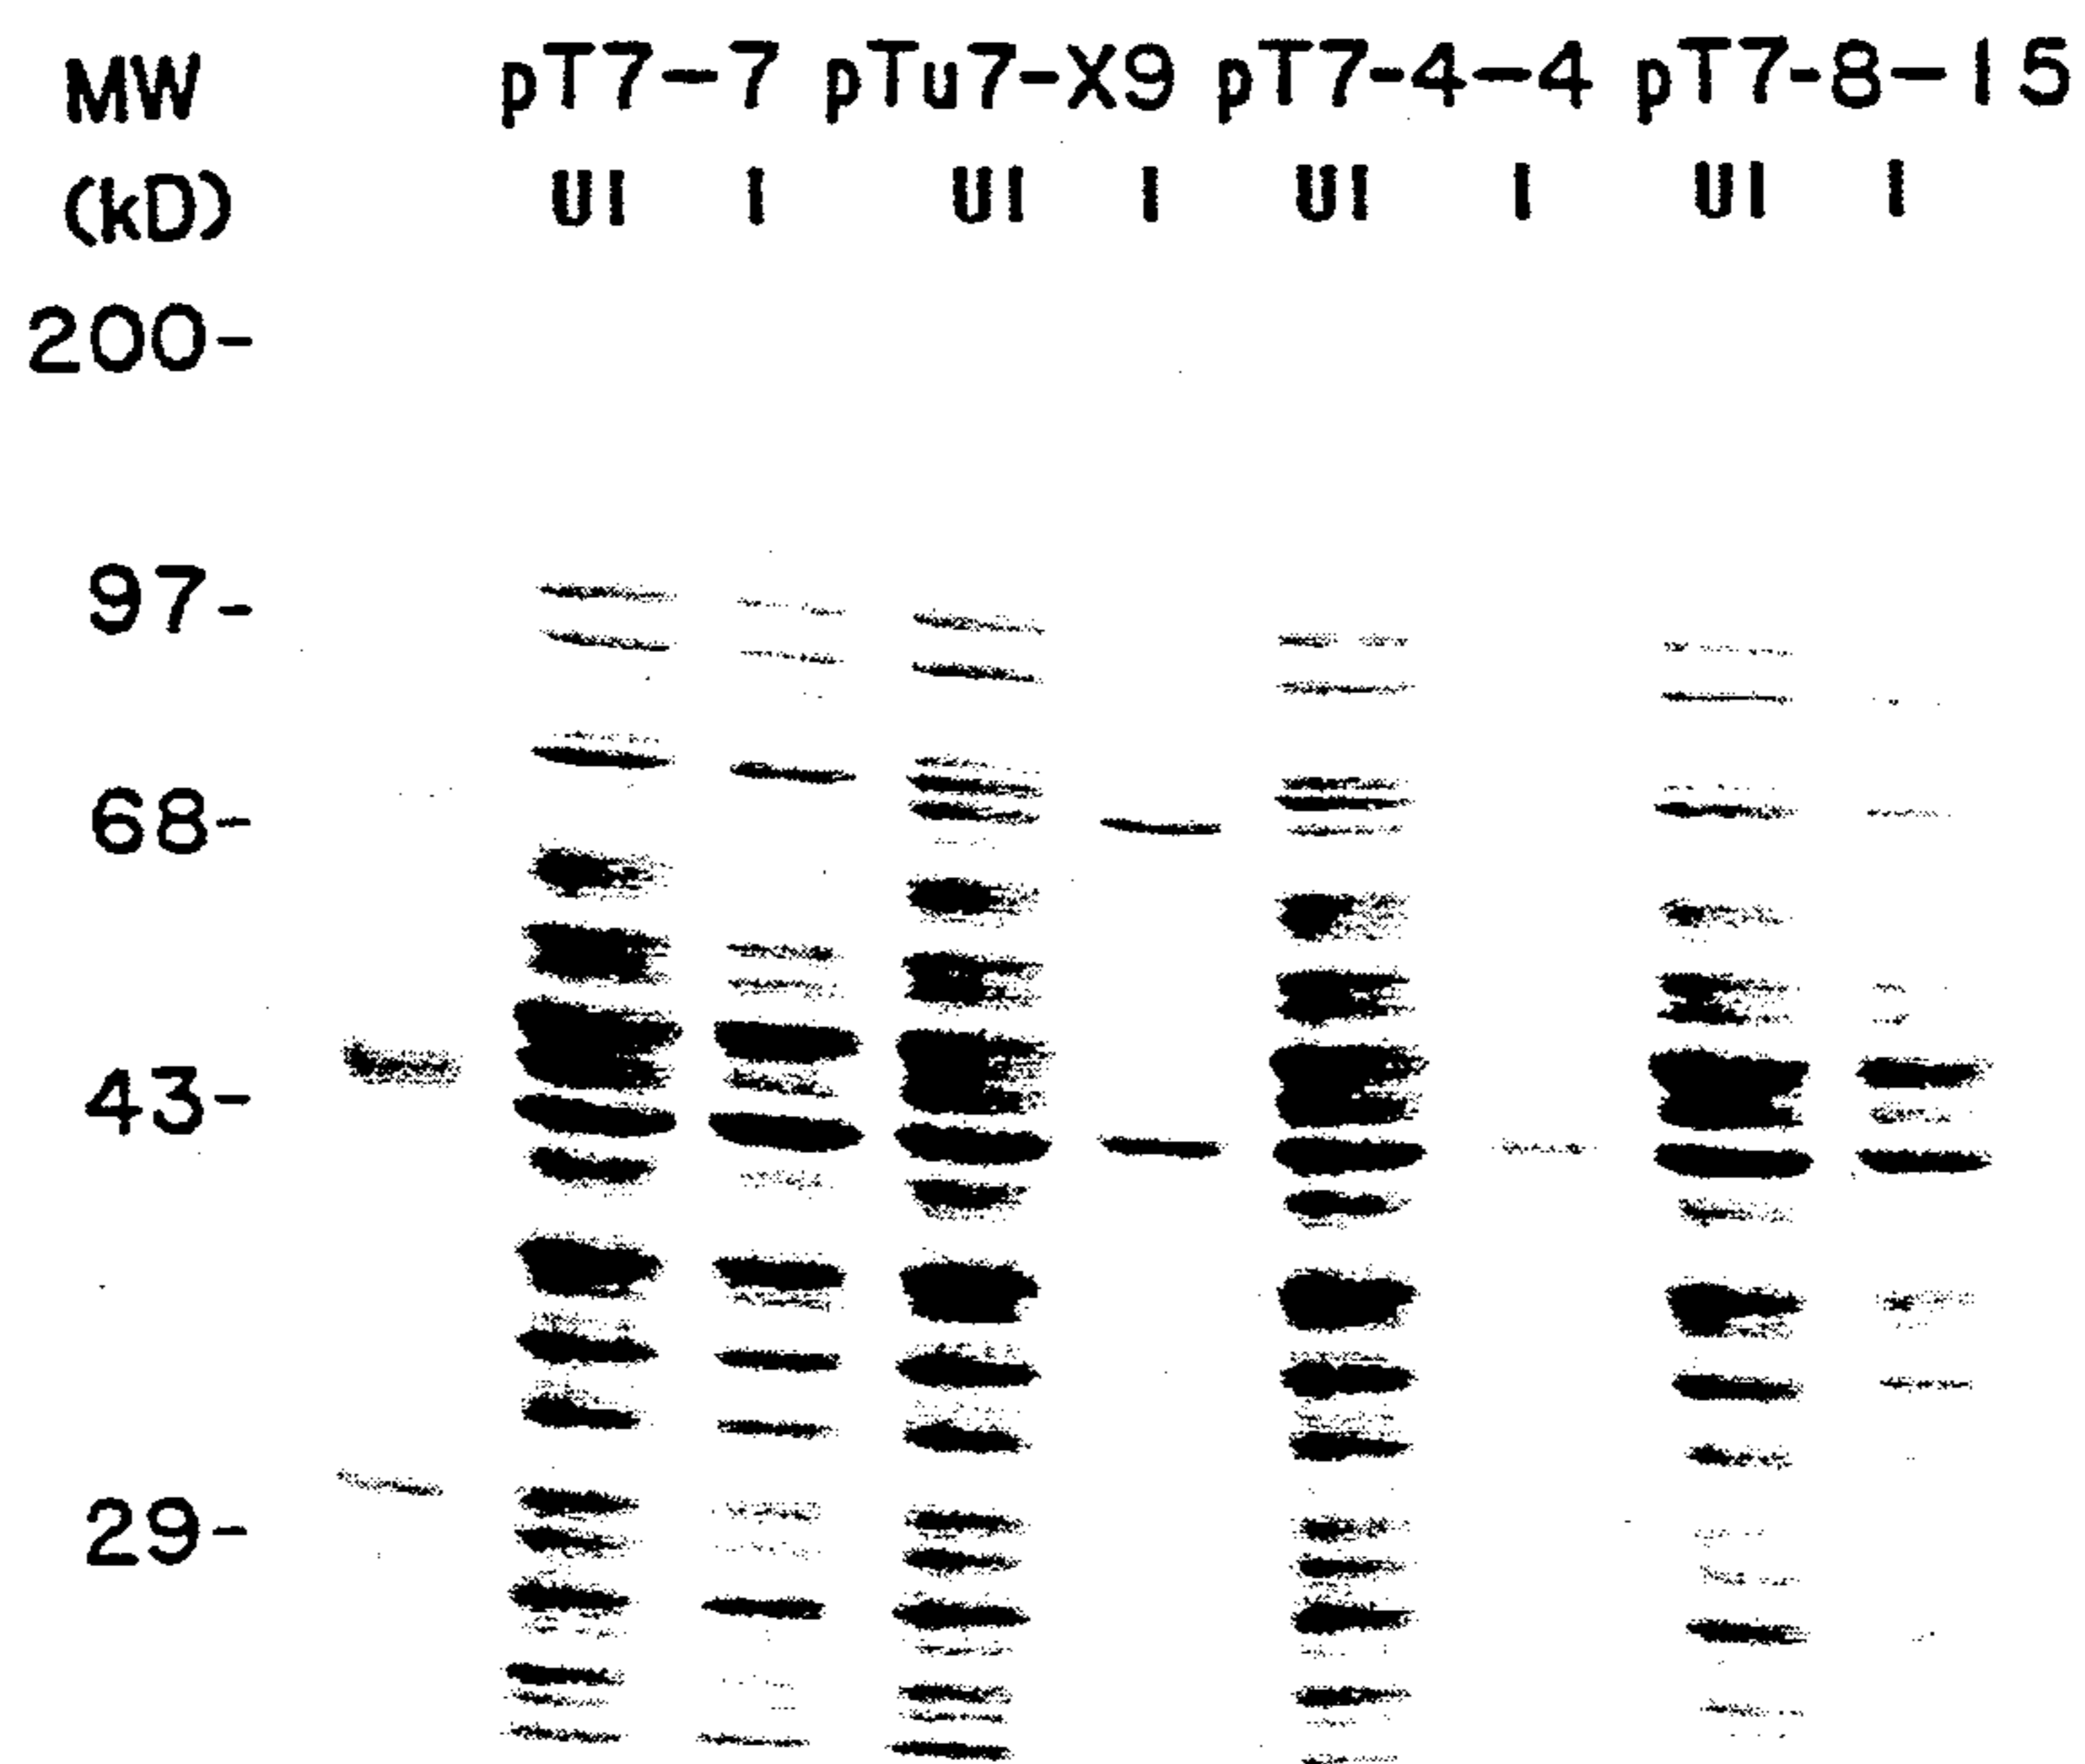 MW pT7-7 pTu7-X9 pT7-4-4 pT7-8-15
(kD) UI I UI I UI I UI I
200-
97-
68-
43-
29-